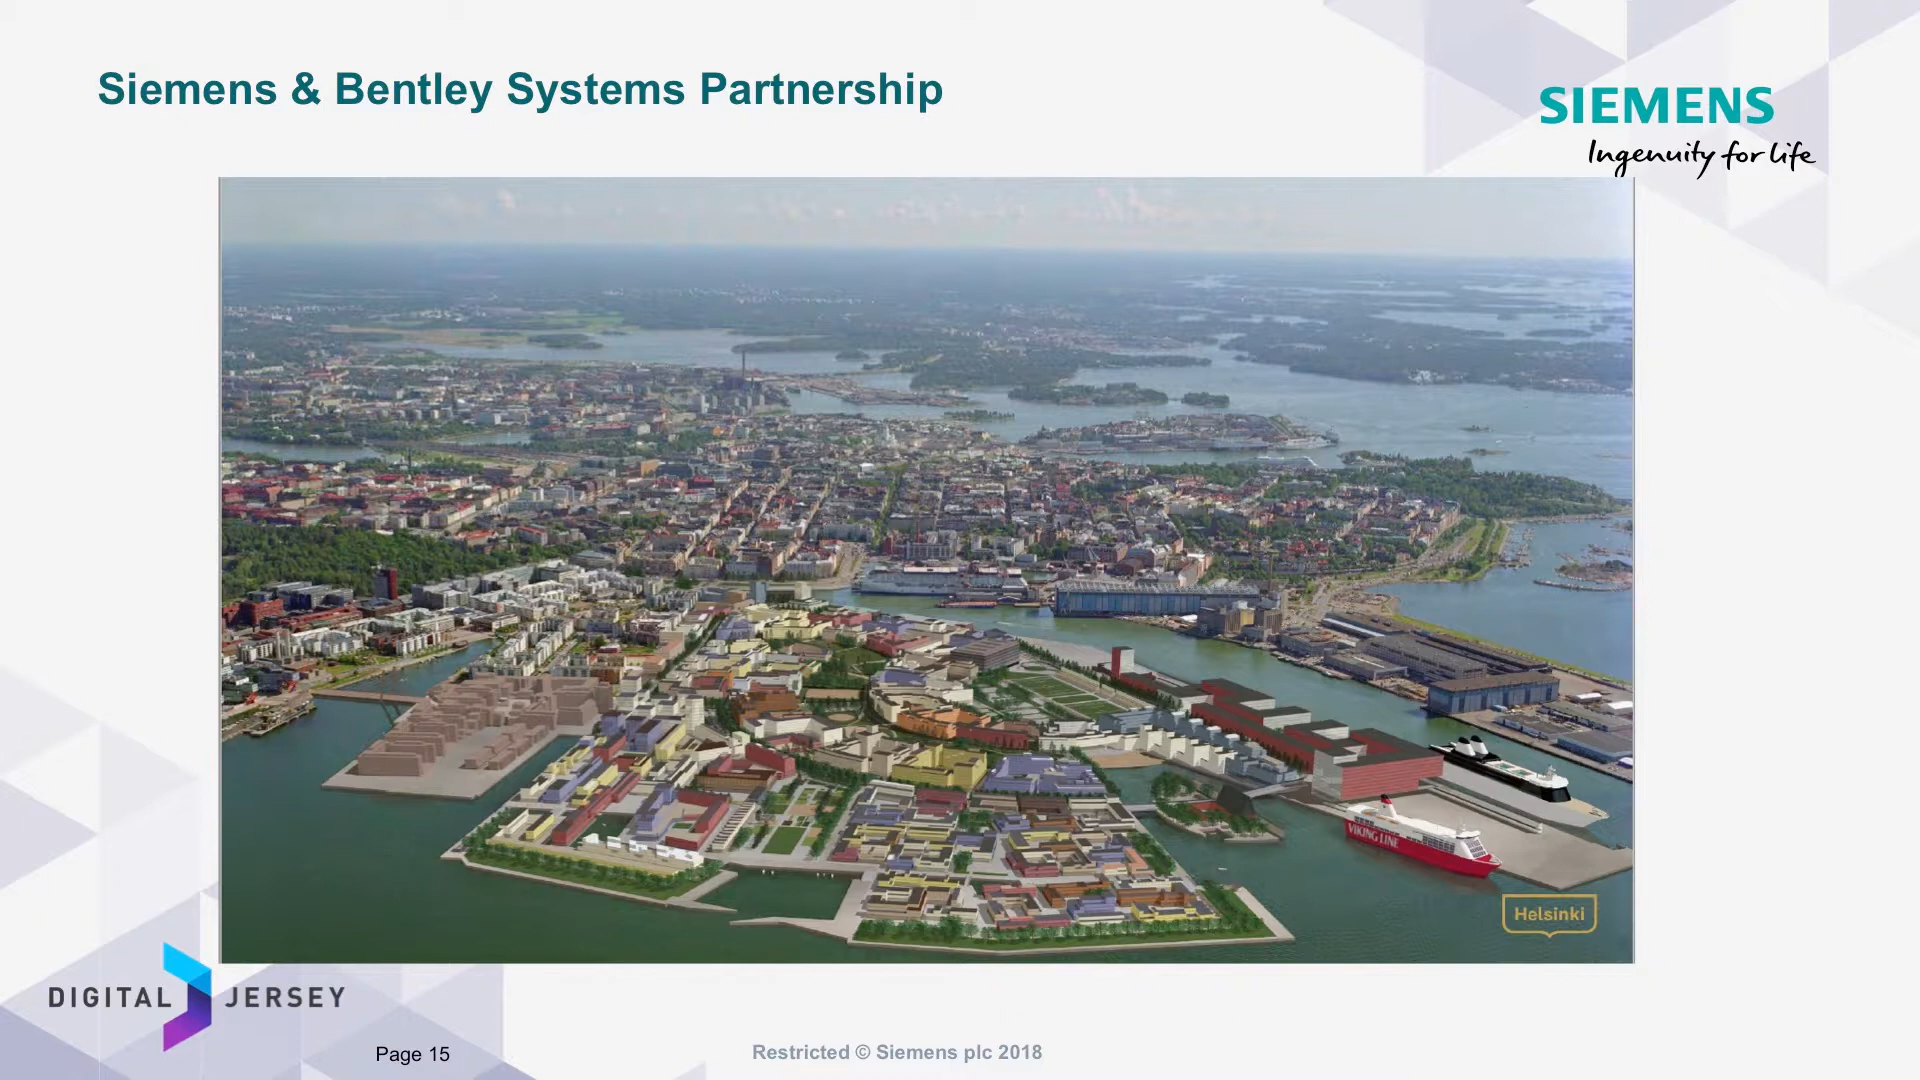 Siemens & Bentley Systems Partnership
SIEMENS
Ingenuity for life
VIKING LINE
Helsinki
DIGITAL JERSEY
Page 15
Restricted © Siemens plc 2018